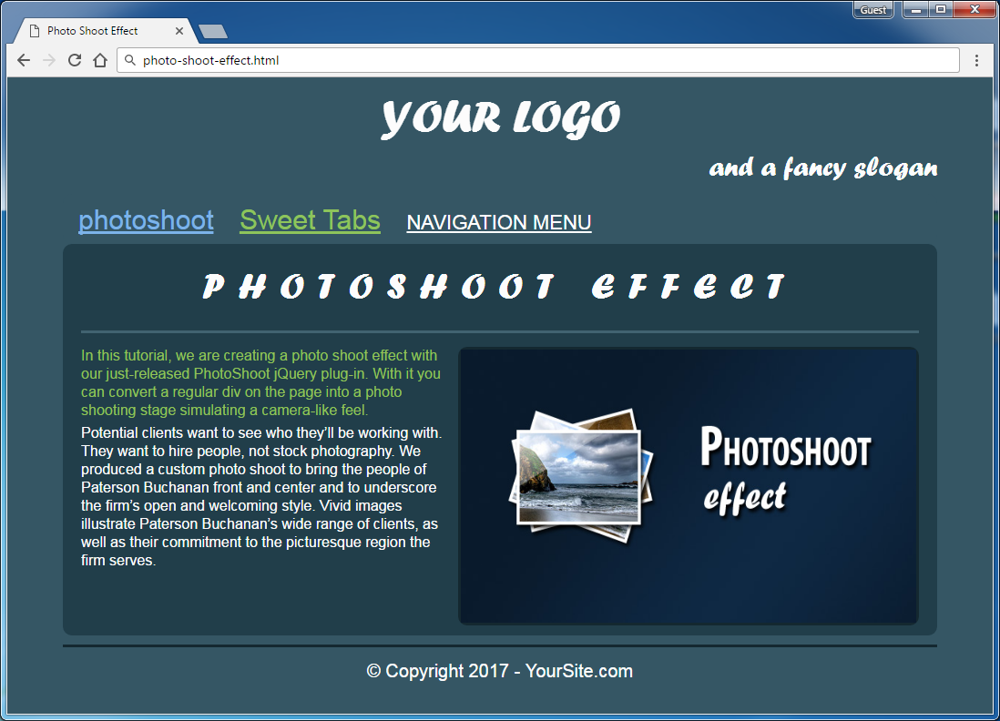 Guest
Photo Shoot Effect
photo-shoot-effect.html
YOUR LOGO
and a fancy slogan
photoshoot Sweet Tabs NAVIGATION MENU
PHOTOSHOOT EFFECT
In this tutorial, we are creating a photo shoot effect with
our just-released PhotoShoot jQuery plug-in. With it you
can convert a regular div on the page into a photo
shooting stage simulating a camera-like feel.
Potential clients want to see who they'll be working with.
They want to hire people, not stock photography. We
produced a custom photo shoot to bring the people of
Paterson Buchanan front and center and to underscore
the firm's open and welcoming style. Vivid images
illustrate Paterson Buchanan's wide range of clients, as
well as their commitment to the picturesque region the
firm serves.
PHOTOSHOOT
effect
© Copyright 2017 - YourSite.com